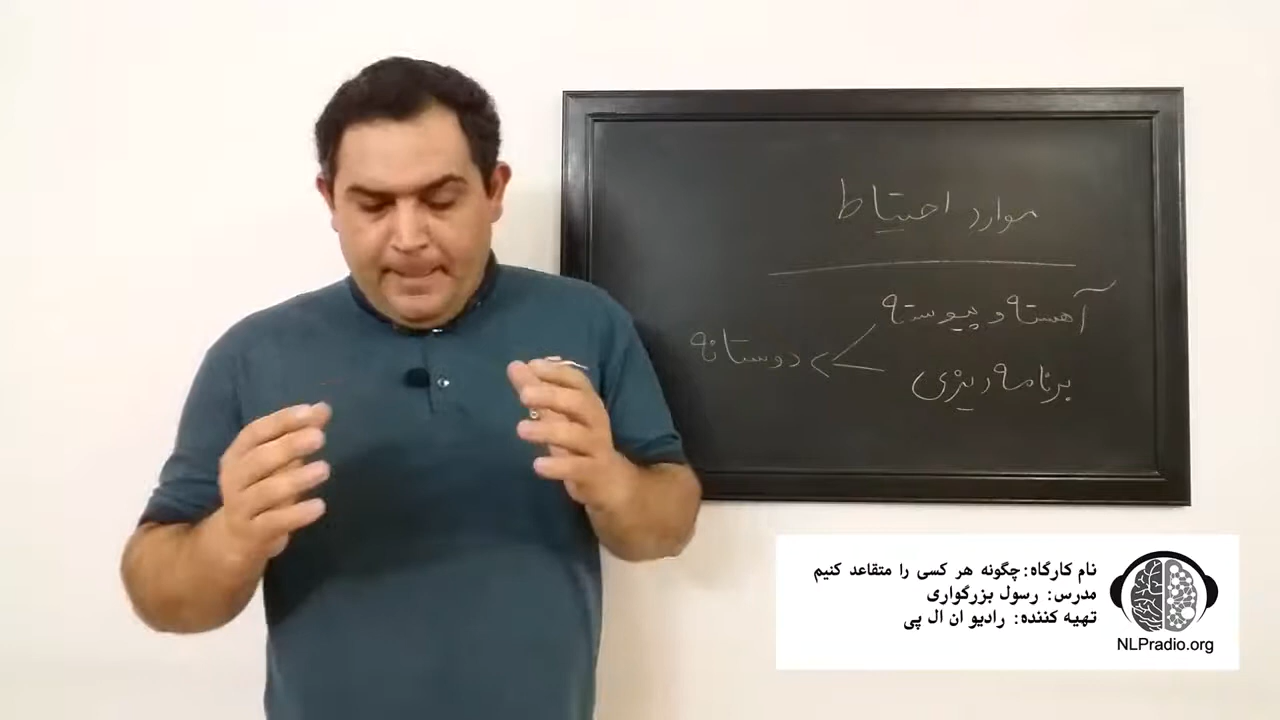 موارد احتیاط
آهسته و پیوسته
برنامه ریزی
دوستانه
نام کارگاه:چگونه هر کسی را متقاعد کنیم
مدرس: رسول بزرگواری
تهیه کننده: رادیو ان ال پی
NLPradio.org